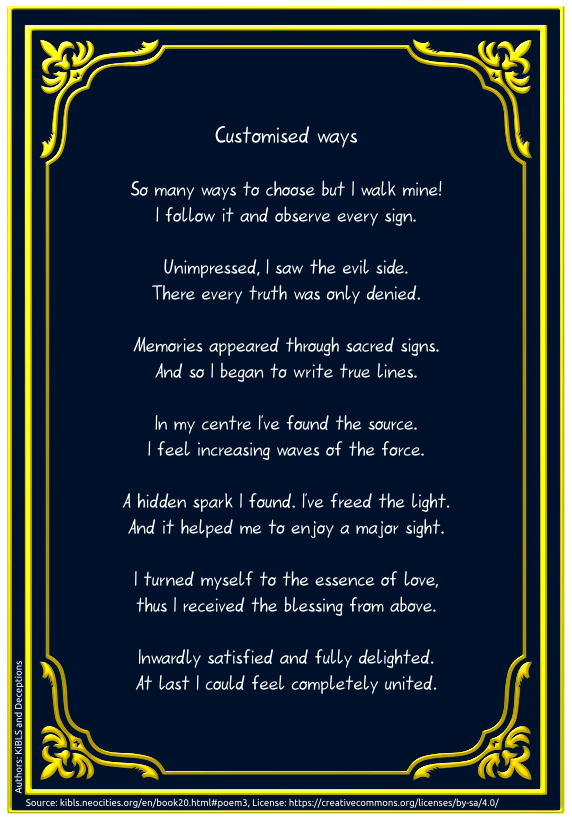 Customised ways
So many ways to choose but I walk mine!
I follow it and observe every sign.
Unimpressed, I saw the evil side.
There every truth was only denied.
Memories appeared through sacred signs.
And so I began to write true lines.
In my centre I've found the source.
I feel increasing waves of the force.
A hidden spark I found. I've freed the light.
And it helped me to enjoy a major sight.
I turned myself to the essence of love,
thus I received the blessing from above.
Inwardly satisfied and fully delighted.
At last I could feel completely united.
Authors: KiBLS and Deceptions
Source: kibls.neocities.org/en/book20.html#poem3, License: https://creativecommons.org/licenses/by-sa/4.0/